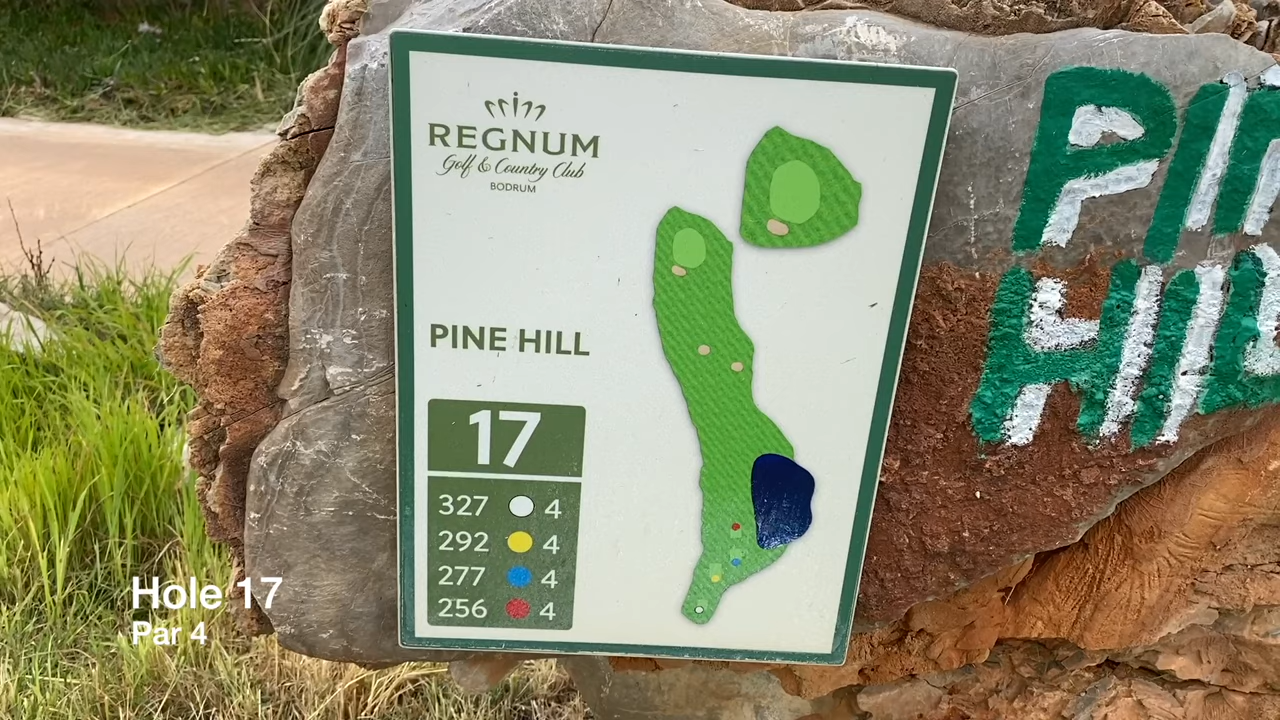 REGNUM
Golf & Country Club
BODRUM
PINE HILL
17
327 4
292 4
277 4
256 4
Hole 17
Par 4